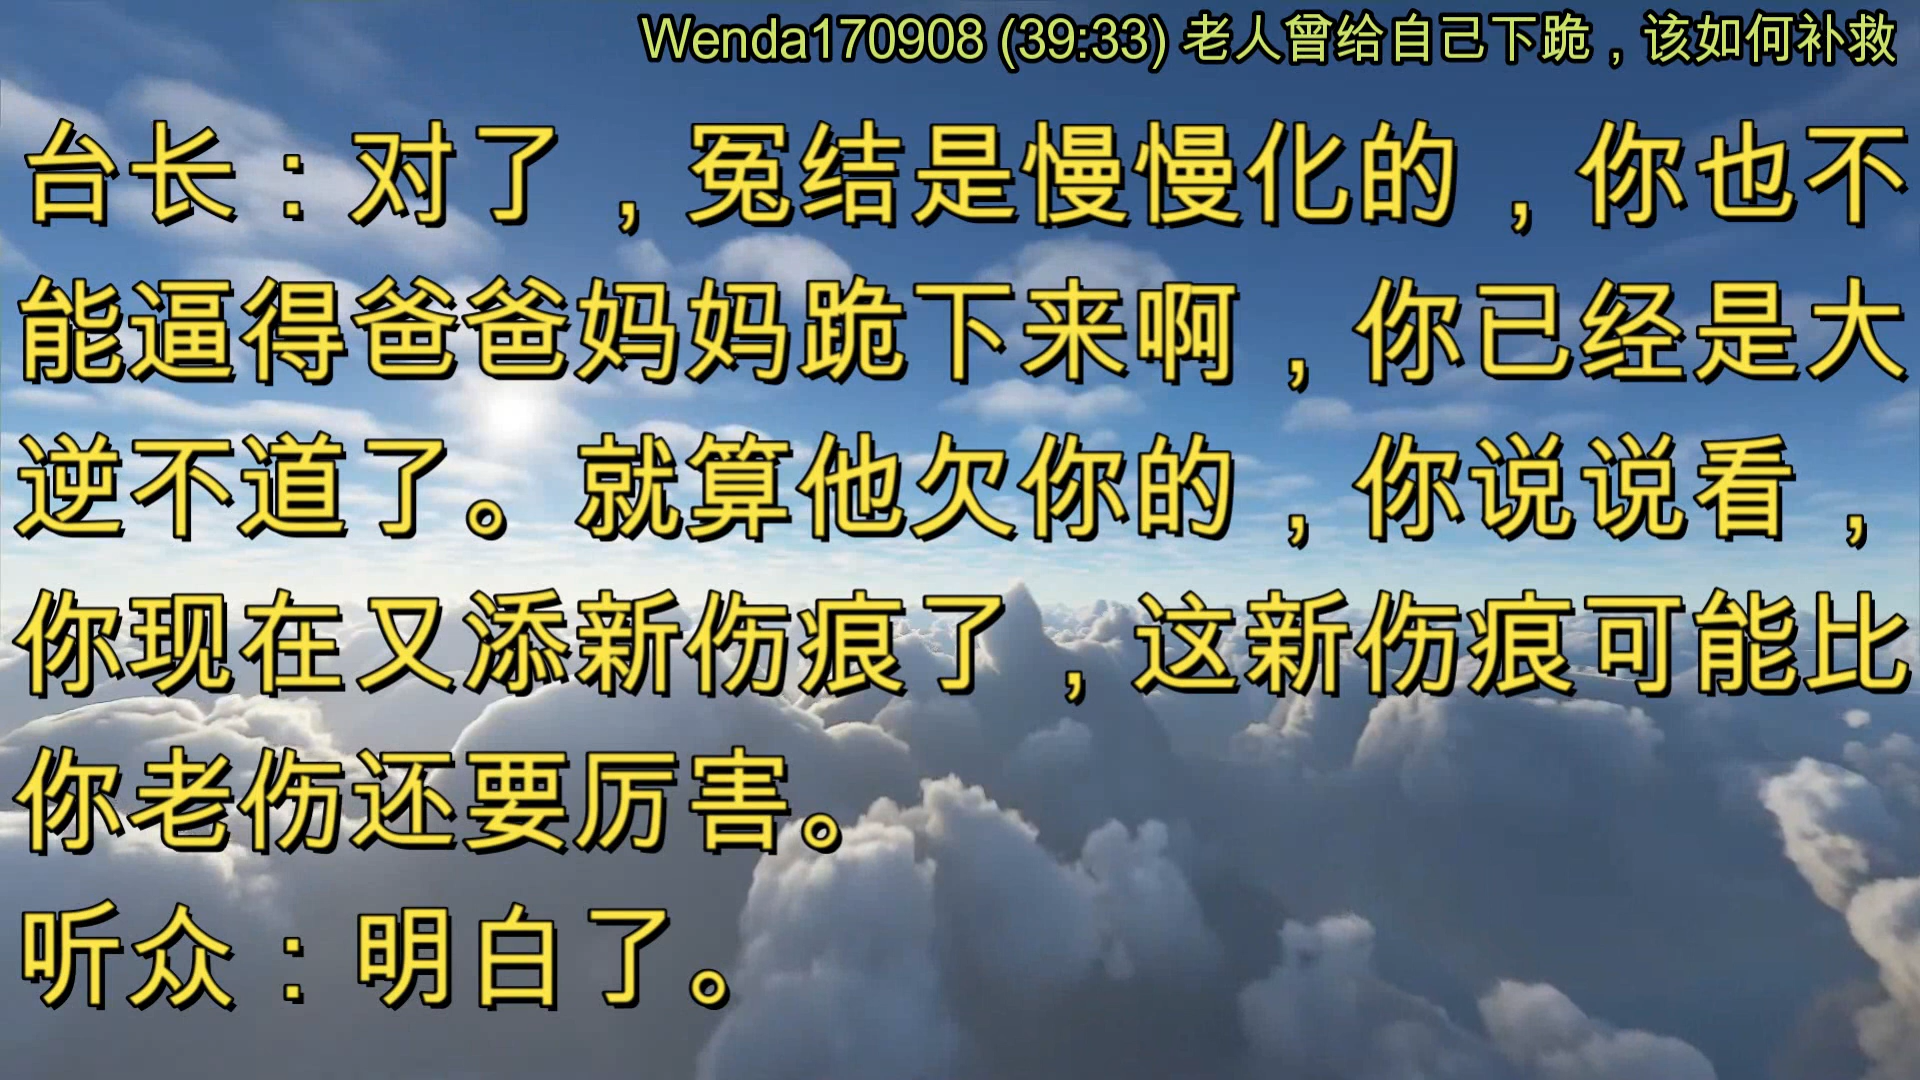 Wenda170908 (39:33) 老人曾给自己下跪，该如何补救
台长：对了，冤结是慢慢化的，你也不
能逼得爸爸妈妈跪下来啊，你已经是大
逆不道了。就算他欠你的，你说说看，
你现在又添新伤痕了，这新伤痕可能比
你老伤还要厉害。
听众：明白了。